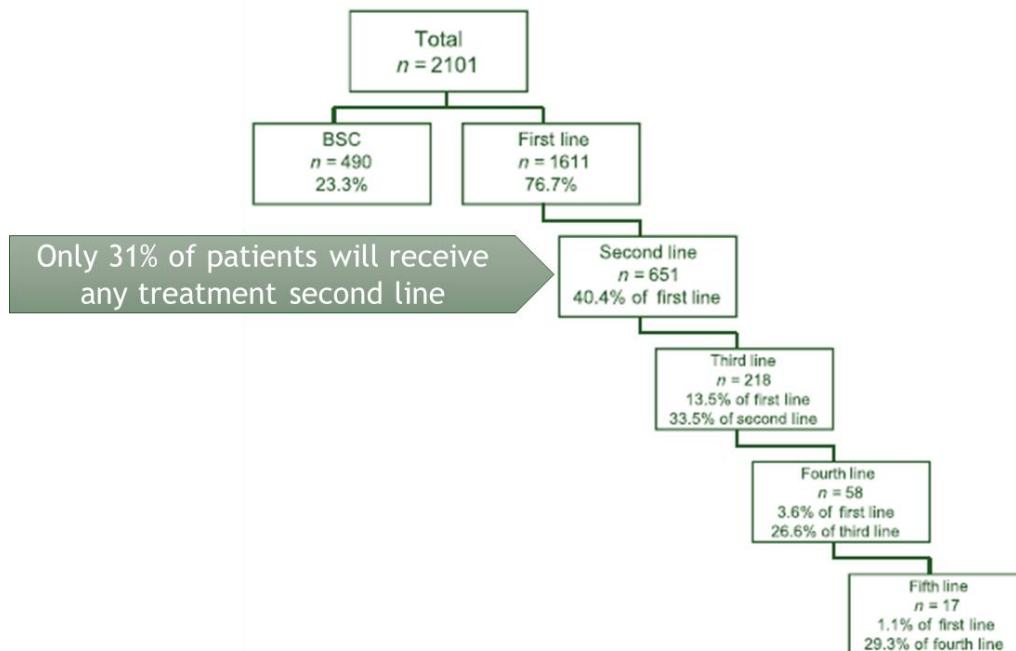 Total
n = 2101
BSC
n = 490
23.3%
First line
n = 1611
76.7%
Only 31% of patients will receive
any treatment second line
Second line
n = 651
40.4% of first line
Third line
n = 218
13.5% of first line
33.5% of second line
Fourth line
n = 58
3.6% of first line
26.6% of third line
Fifth line
n = 17
1.1% of first line
29.3% of fourth line